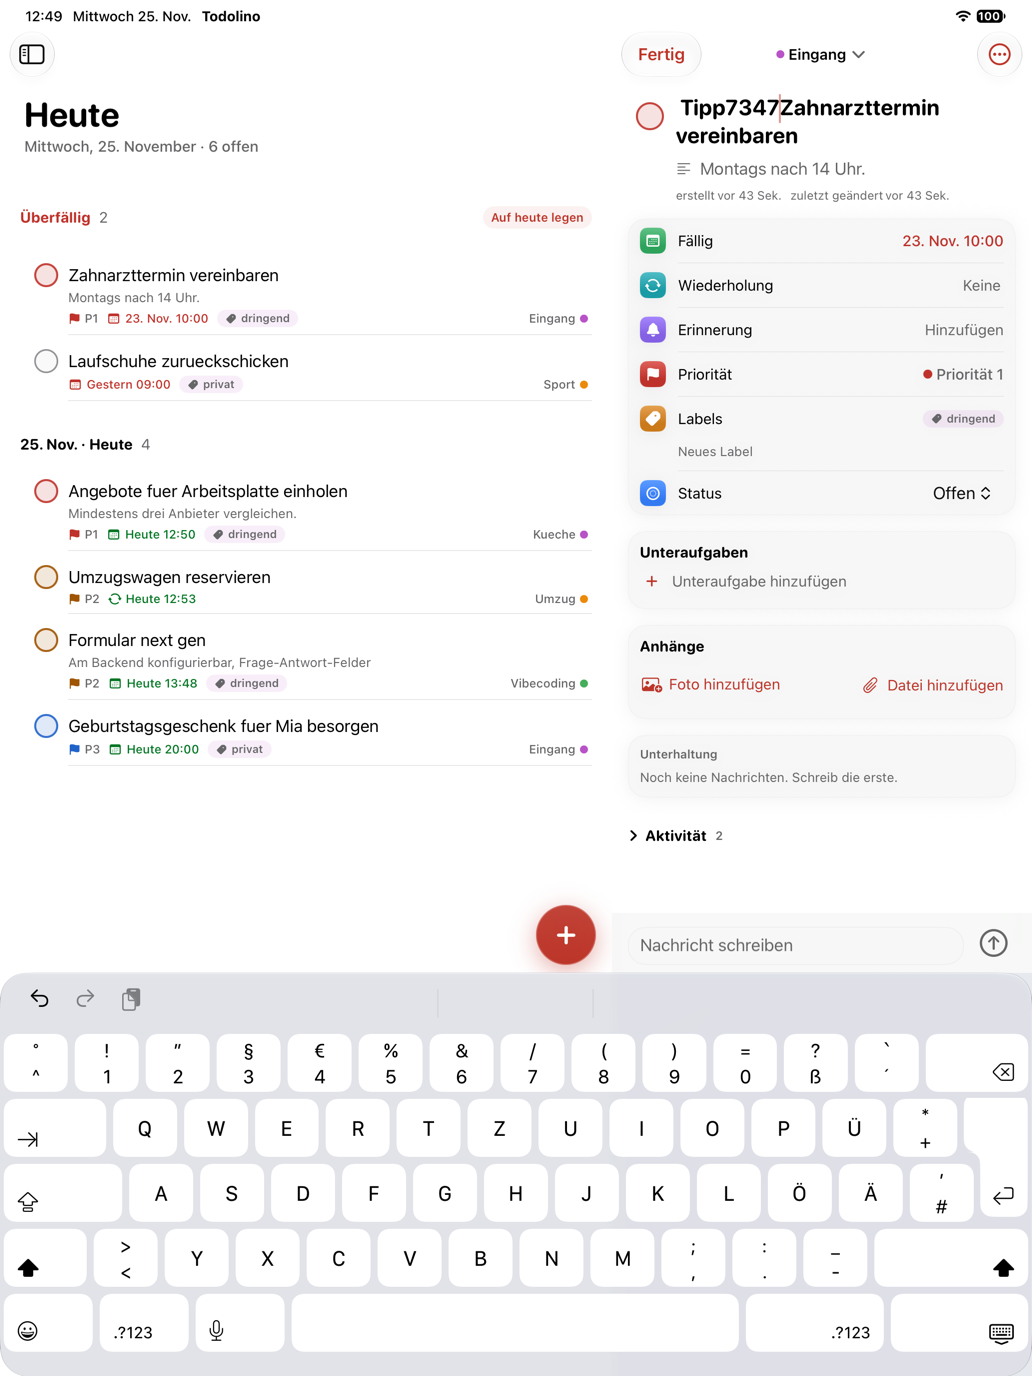 12:49 Mittwoch 25. Nov. Todolino
100
Heute
Mittwoch, 25. November · 6 offen
Überfällig 2
Auf heute legen
Zahnarzttermin vereinbaren
Montags nach 14 Uhr.
P1 23. Nov. 10:00 dringend Eingang
Laufschuhe zurueckschicken
Gestern 09:00 privat Sport
25. Nov. · Heute 4
Angebote fuer Arbeitsplatte einholen
Mindestens drei Anbieter vergleichen.
P1 Heute 12:50 dringend Kueche
Umzugswagen reservieren
P2 Heute 12:53 Umzug
Formular next gen
Am Backend konfigurierbar, Frage-Antwort-Felder
P2 Heute 13:48 dringend Vibecoding
Geburtstagsgeschenk fuer Mia besorgen
P3 Heute 20:00 privat Eingang
Fertig
Eingang
Tipp7347Zahnarzttermin
vereinbaren
Montags nach 14 Uhr.
erstellt vor 43 Sek. zuletzt geändert vor 43 Sek.
Fällig 23. Nov. 10:00
Wiederholung Keine
Erinnerung Hinzufügen
Priorität Priorität 1
Labels dringend
Neues Label
Status Offen
Unteraufgaben
+ Unteraufgabe hinzufügen
Anhänge
Foto hinzufügen Datei hinzufügen
Unterhaltung
Noch keine Nachrichten. Schreib die erste.
Aktivität 2
Nachricht schreiben
° ! " § € % & / ( ) = ? `
^ 1 2 3 4 5 6 7 8 9 0 ß ´
Q W E R T Z U I O P Ü * +
A S D F G H J K L Ö Ä ' #
> < Y X C V B N M ; , : . _ -
.?123 .?123